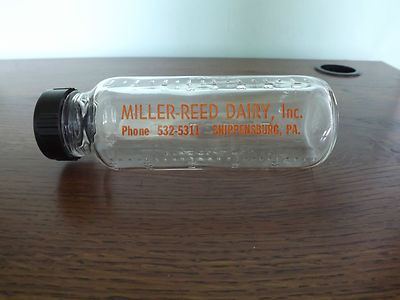 MILLER-REED DAIRY, Inc.
Phone 532-5311 SHIPPENSBURG, PA.